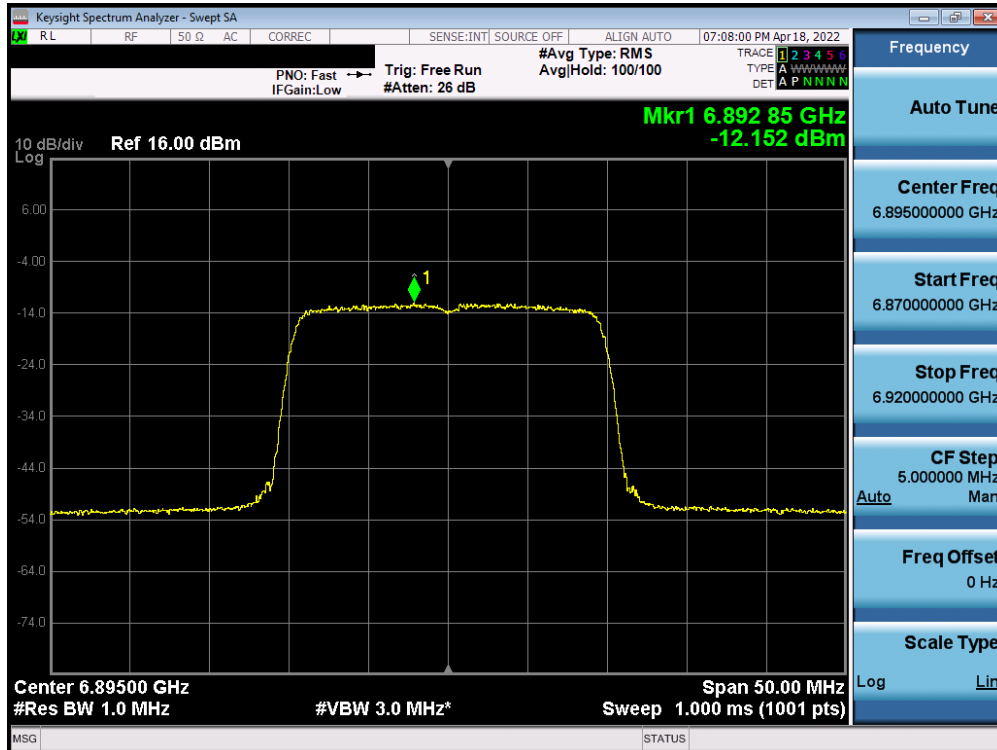 Keysight Spectrum Analyzer - Swept SA
LXI RL RF 50 Ω AC CORREC SENSE:INT SOURCE OFF ALIGN AUTO 07:08:00 PM Apr 18, 2022
PNO: Fast
IFGain:Low
Trig: Free Run
#Atten: 26 dB
#Avg Type: RMS
Avg|Hold: 100/100
TRACE 1 2 3 4 5 6
TYPE A WWWWW
DET A P N N N N
Mkr1 6.892 85 GHz
-12.152 dBm
10 dB/div Ref 16.00 dBm
Log
1
6.00
-4.00
-14.0
-24.0
-34.0
-44.0
-54.0
-64.0
-74.0
Center 6.89500 GHz Span 50.00 MHz
#Res BW 1.0 MHz #VBW 3.0 MHz* Sweep 1.000 ms (1001 pts)
MSG STATUS
Frequency
Auto Tune
Center Freq
6.895000000 GHz
Start Freq
6.870000000 GHz
Stop Freq
6.920000000 GHz
CF Step
5.000000 MHz
Auto Man
Freq Offset
0 Hz
Scale Type
Log Lin